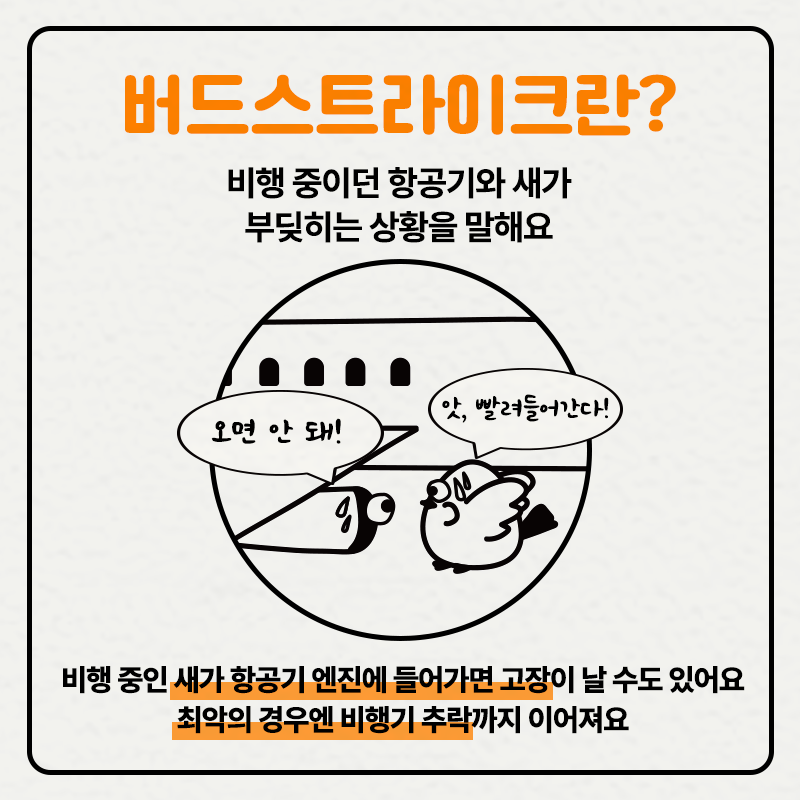 버드스트라이크란?
비행 중이던 항공기와 새가
부딪히는 상황을 말해요
오면 안 돼!
앗, 빨려들어간다!
비행 중인 새가 항공기 엔진에 들어가면 고장이 날 수도 있어요
최악의 경우엔 비행기 추락까지 이어져요